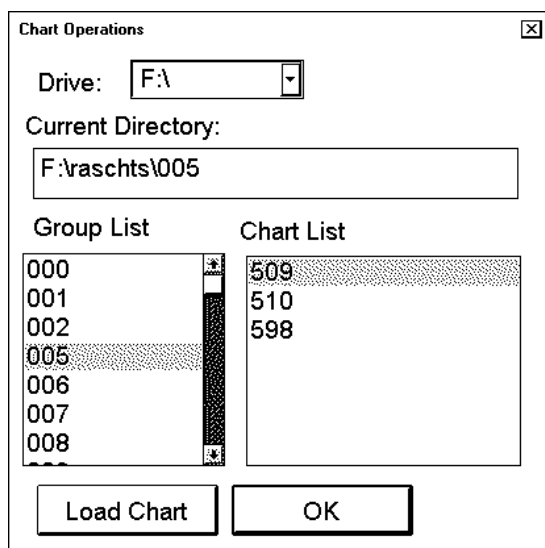 Chart Operations
Drive: F:\
Current Directory:
F:\raschts\005
Group List
000
001
002
005
006
007
008
Chart List
509
510
598
Load Chart OK